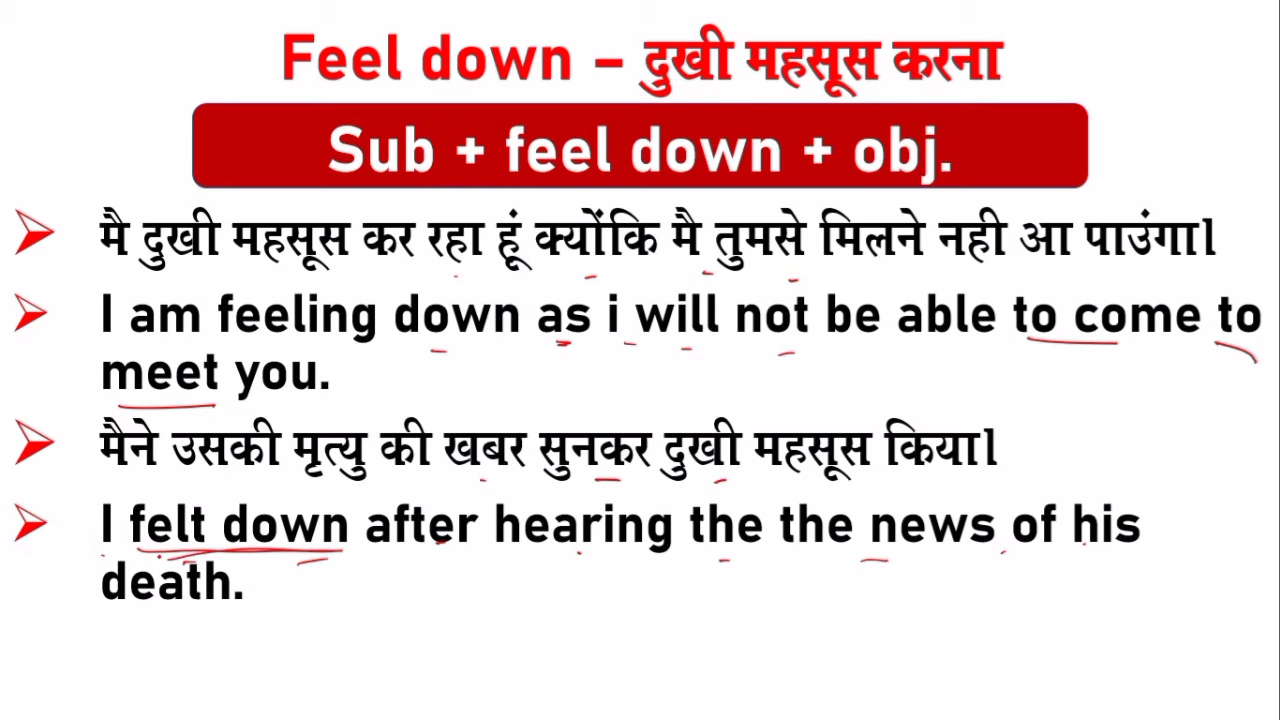 Feel down – दुखी महसूस करना
Sub + feel down + obj.
मै दुखी महसूस कर रहा हूं क्योंकि मै तुमसे मिलने नही आ पाउंगा।
I am feeling down as i will not be able to come to
meet you.
मैने उसकी मृत्यु की खबर सुनकर दुखी महसूस किया।
I felt down after hearing the the news of his
death.